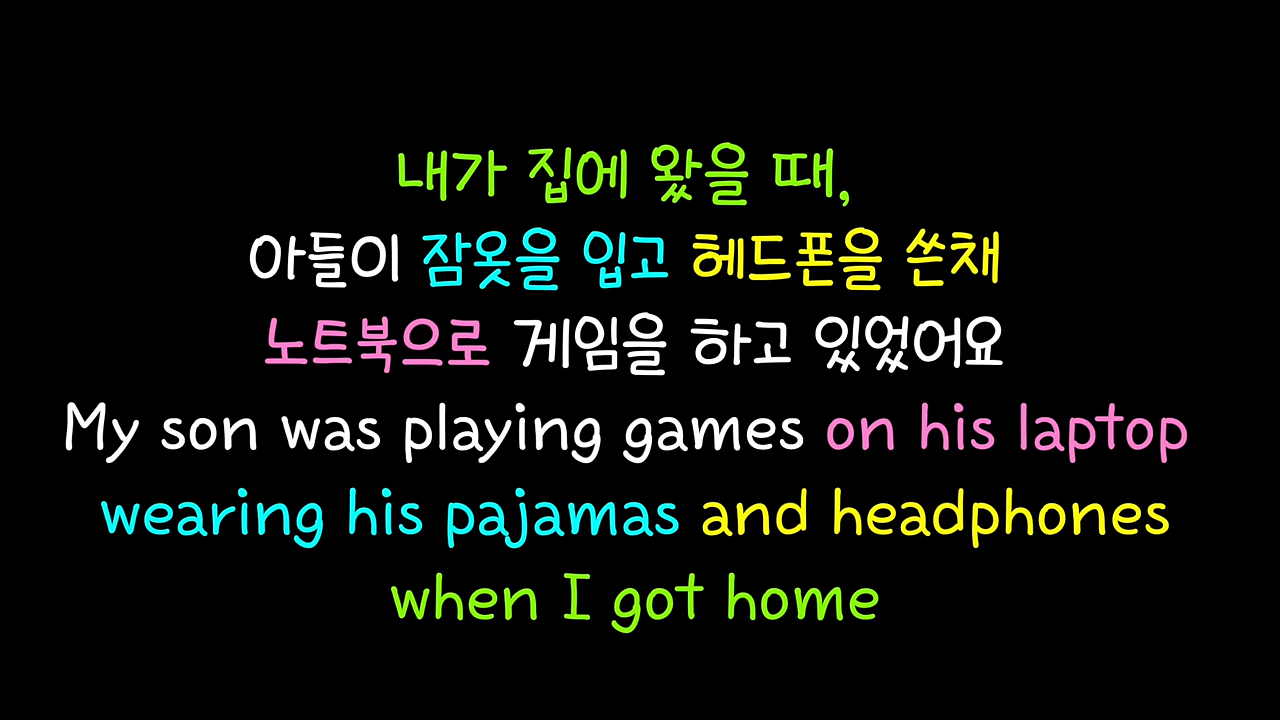 내가 집에 왔을 때,
아들이 잠옷을 입고 헤드폰을 쓴채
노트북으로 게임을 하고 있었어요
My son was playing games on his laptop
wearing his pajamas and headphones
when I got home